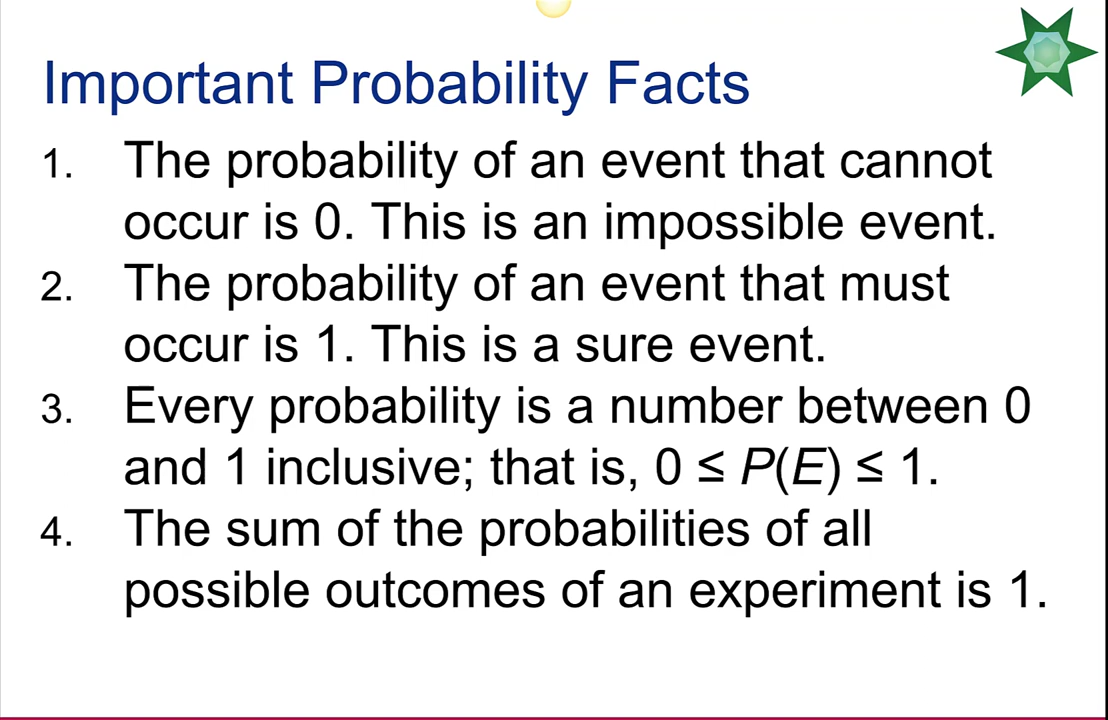 Important Probability Facts
1. The probability of an event that cannot
occur is 0. This is an impossible event.
2. The probability of an event that must
occur is 1. This is a sure event.
3. Every probability is a number between 0
and 1 inclusive; that is, 0 ≤ P(E) ≤ 1.
4. The sum of the probabilities of all
possible outcomes of an experiment is 1.